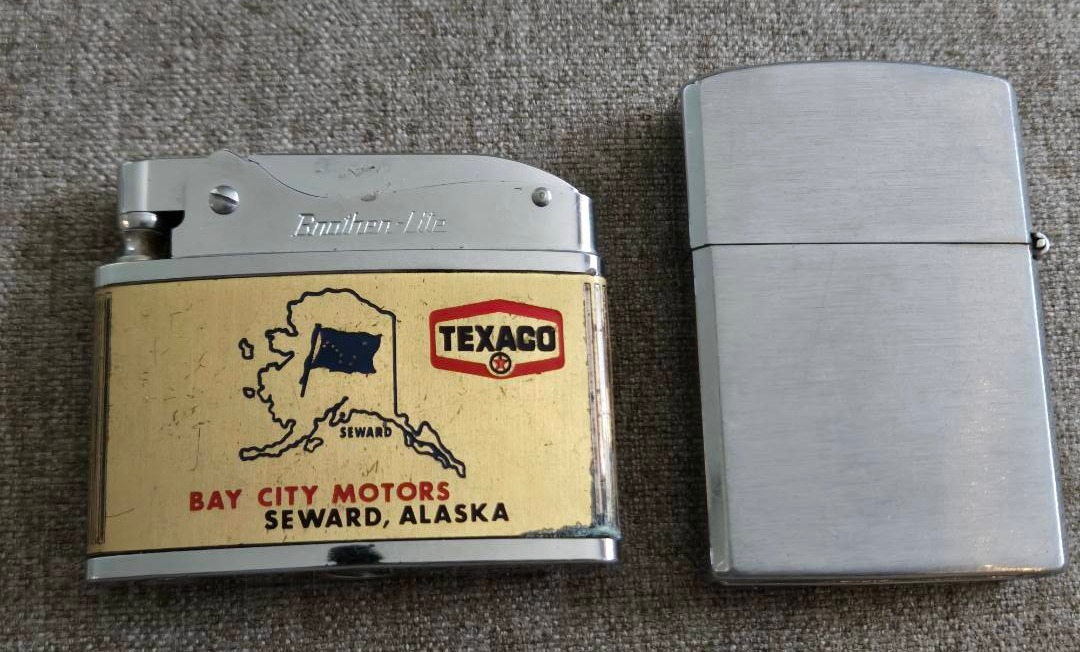 Brother-Lite
TEXACO
SEWARD
BAY CITY MOTORS
SEWARD, ALASKA